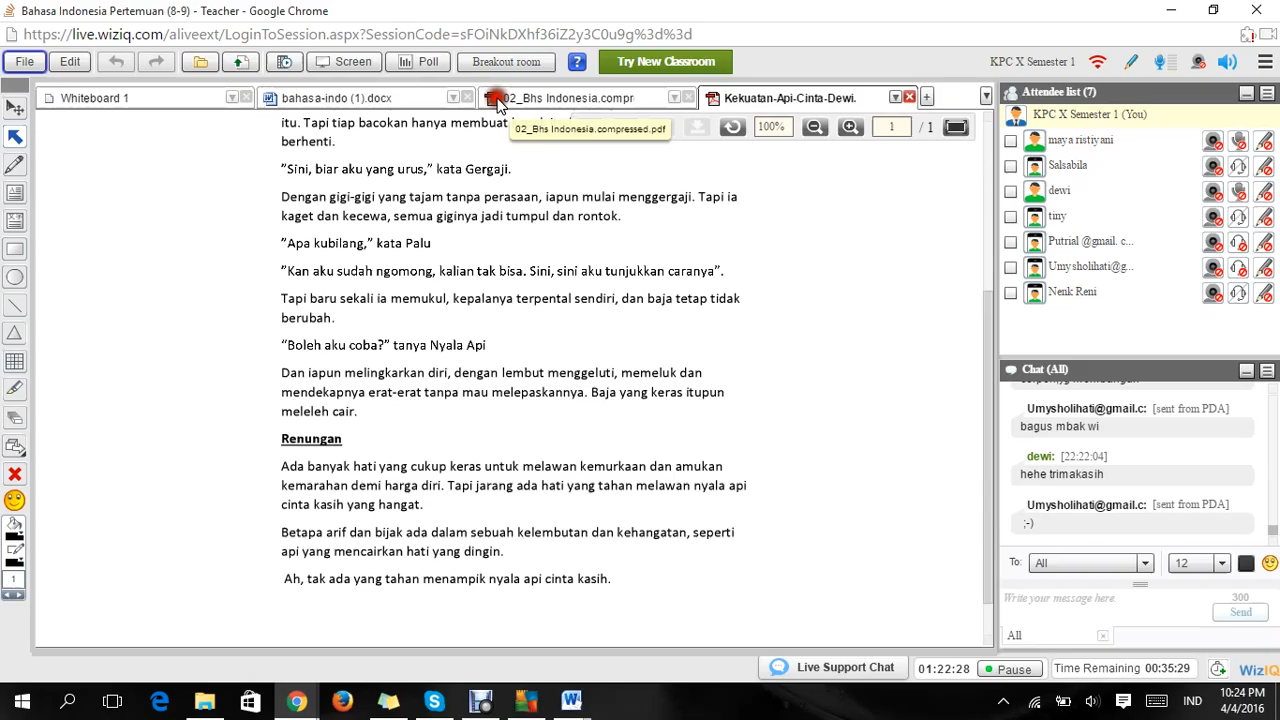 Bahasa Indonesia Pertemuan (8-9) - Teacher - Google Chrome
https://live.wiziq.com/aliveext/LoginToSession.aspx?SessionCode=sFOiNkDXhf36iZ2y3C0u9g%3d%3d
File Edit Screen Poll Breakout room ? Try New Classroom KPC X Semester 1
Whiteboard 1 bahasa-indo (1).docx 02_Bhs Indonesia.compr Kekuatan-Api-Cinta-Dewi.
02_Bhs Indonesia.compressed.pdf
100% 1 / 1
itu. Tapi tiap bacokan hanya membuat
berhenti.
”Sini, biar aku yang urus,” kata Gergaji.
Dengan gigi-gigi yang tajam tanpa perasaan, iapun mulai menggergaji. Tapi ia
kaget dan kecewa, semua giginya jadi tumpul dan rontok.
”Apa kubilang,” kata Palu
”Kan aku sudah ngomong, kalian tak bisa. Sini, sini aku tunjukkan caranya”.
Tapi baru sekali ia memukul, kepalanya terpental sendiri, dan baja tetap tidak
berubah.
“Boleh aku coba?” tanya Nyala Api
Dan iapun melingkarkan diri, dengan lembut menggeluti, memeluk dan
mendekapnya erat-erat tanpa mau melepaskannya. Baja yang keras itupun
meleleh cair.
Renungan
Ada banyak hati yang cukup keras untuk melawan kemurkaan dan amukan
kemarahan demi harga diri. Tapi jarang ada hati yang tahan melawan nyala api
cinta kasih yang hangat.
Betapa arif dan bijak ada dalam sebuah kelembutan dan kehangatan, seperti
api yang mencairkan hati yang dingin.
Ah, tak ada yang tahan menampik nyala api cinta kasih.
1
Attendee list (7)
KPC X Semester 1 (You)
maya ristiyani
Salsabila
dewi
tiny
Putrial @gmail. c...
Umysholihati@g...
Nenk Reni
Chat (All)
Umysholihati@gmail.c: [sent from PDA]
bagus mbak wi
dewi: [22:22:04]
hehe trimakasih
Umysholihati@gmail.c: [sent from PDA]
;-)
To: All 12
Write your message here. 300
Send
All
Live Support Chat 01:22:28 Pause Time Remaining 00:35:29 WizIQ
IND 10:24 PM
4/4/2016